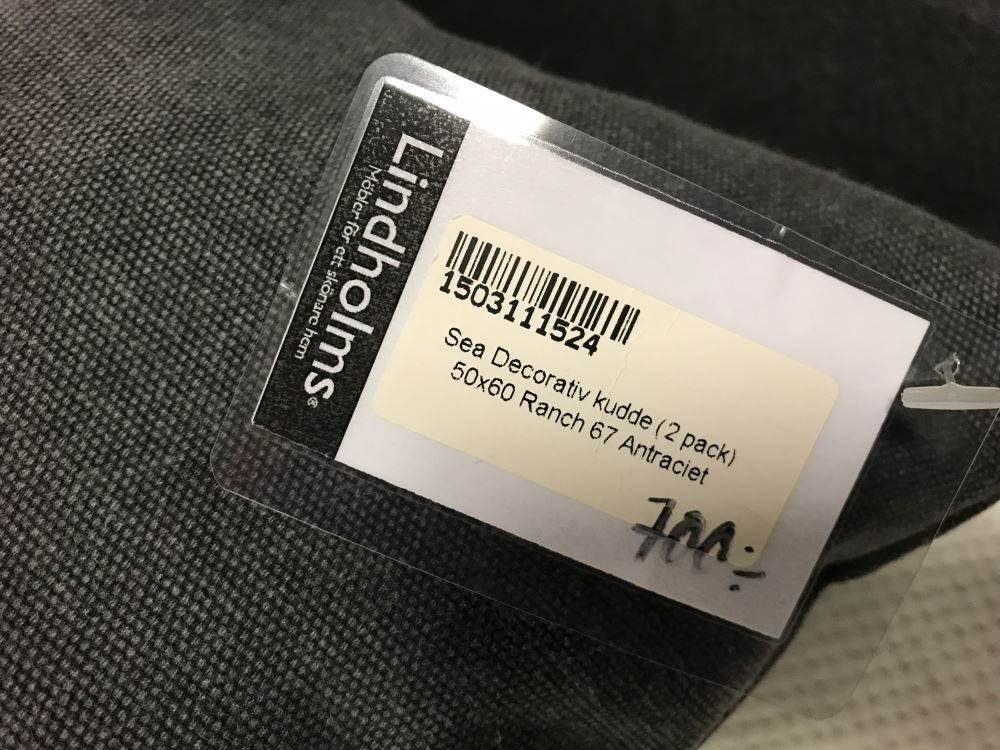 Lindholms®
Möbler för ett skönare hem
1503111524
Sea Decorativ kudde (2 pack)
50x60 Ranch 67 Antraciet